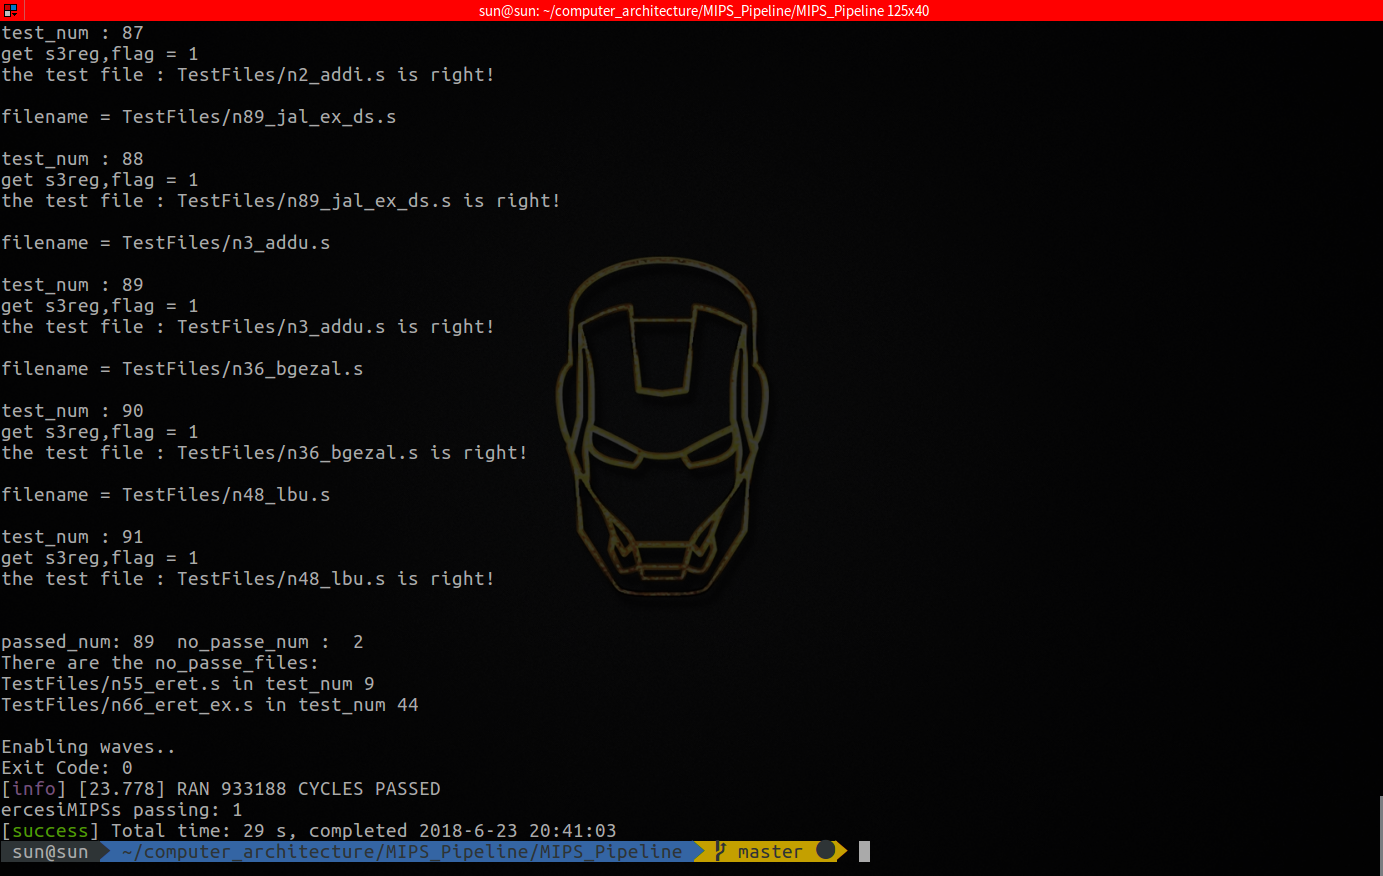 sun@sun: ~/computer_architecture/MIPS_Pipeline/MIPS_Pipeline 125x40
test_num : 87
get s3reg,flag = 1
the test file : TestFiles/n2_addi.s is right!
filename = TestFiles/n89_jal_ex_ds.s
test_num : 88
get s3reg,flag = 1
the test file : TestFiles/n89_jal_ex_ds.s is right!
filename = TestFiles/n3_addu.s
test_num : 89
get s3reg,flag = 1
the test file : TestFiles/n3_addu.s is right!
filename = TestFiles/n36_bgezal.s
test_num : 90
get s3reg,flag = 1
the test file : TestFiles/n36_bgezal.s is right!
filename = TestFiles/n48_lbu.s
test_num : 91
get s3reg,flag = 1
the test file : TestFiles/n48_lbu.s is right!
passed_num: 89  no_passe_num :  2
There are the no_passe_files:
TestFiles/n55_eret.s in test_num 9
TestFiles/n66_eret_ex.s in test_num 44
Enabling waves..
Exit Code: 0
[info] [23.778] RAN 933188 CYCLES PASSED
ercesiMIPSs passing: 1
[success] Total time: 29 s, completed 2018-6-23 20:41:03
sun@sun ~/computer_architecture/MIPS_Pipeline/MIPS_Pipeline master